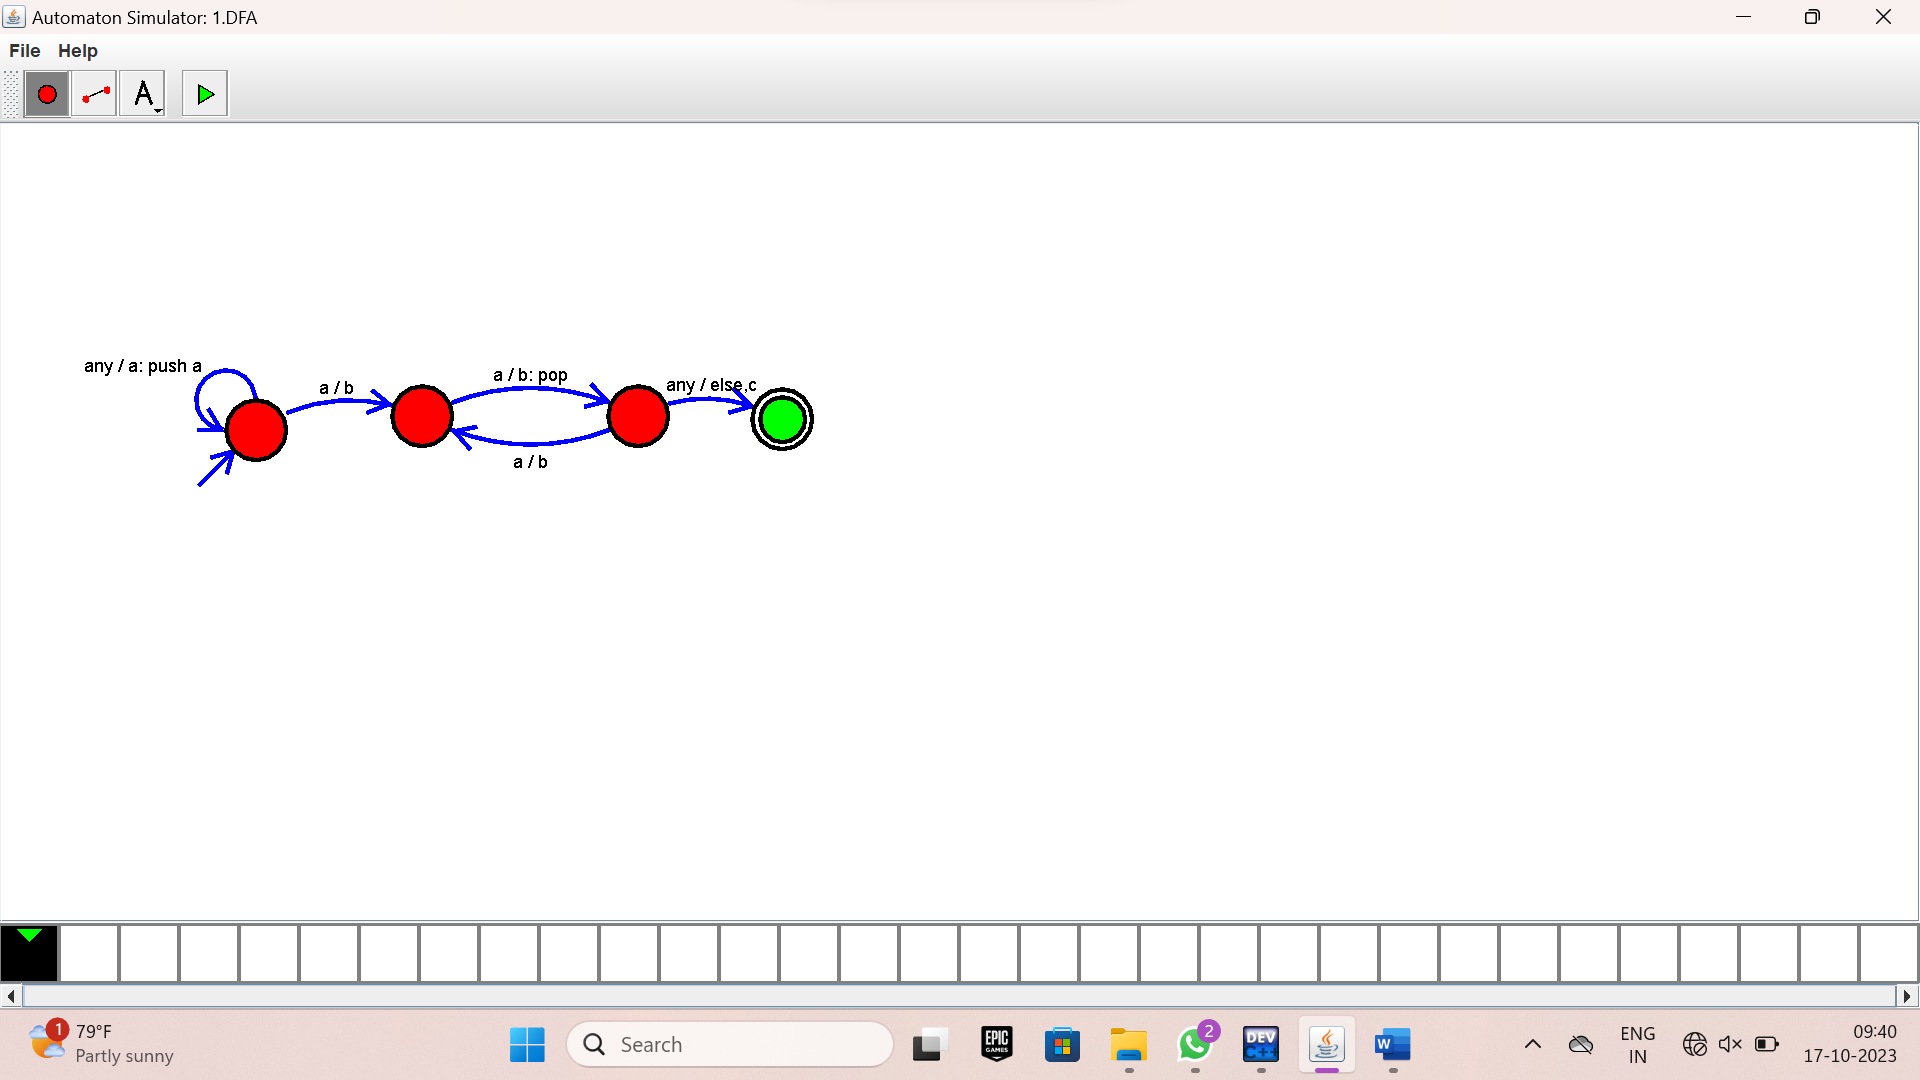 Automaton Simulator: 1.DFA
File Help
A
any / a: push a
a / b
a / b: pop
any / else,c
a / b
1
79°F
Partly sunny
Search
EPIC
GAMES
2
DEV
C++
W
ENG
IN
09:40
17-10-2023